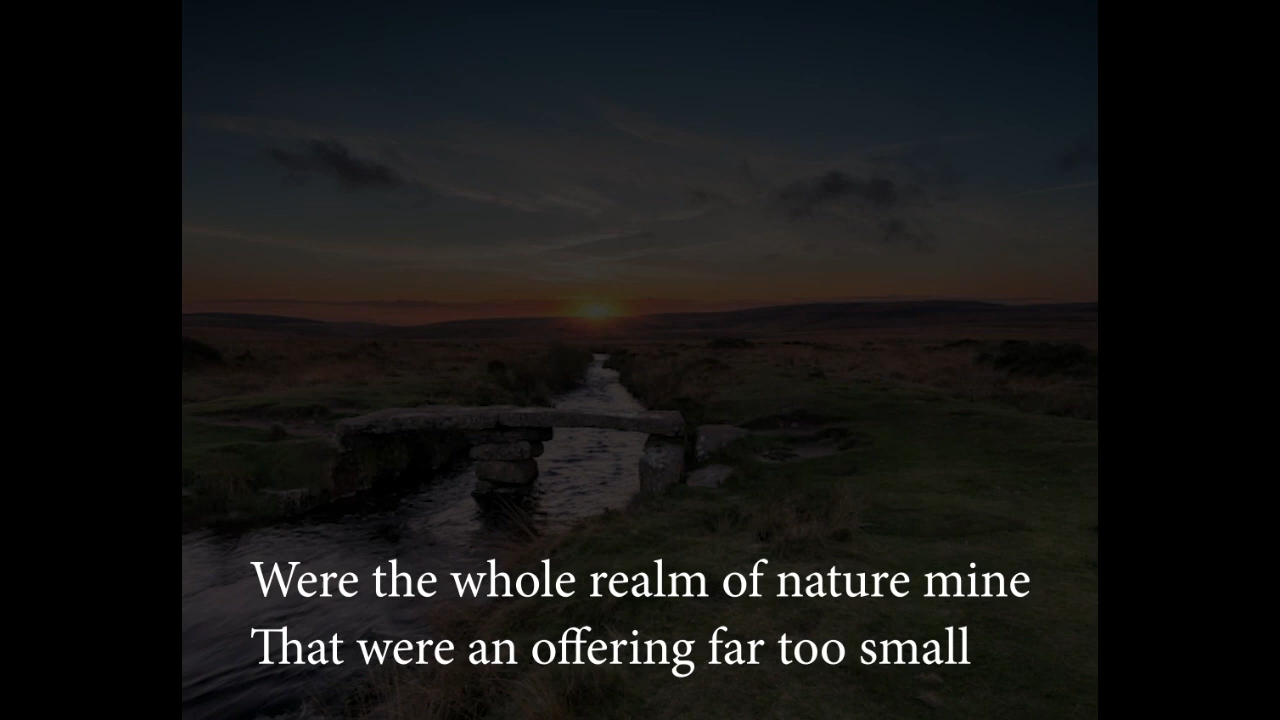 Were the whole realm of nature mine
That were an offering far too small